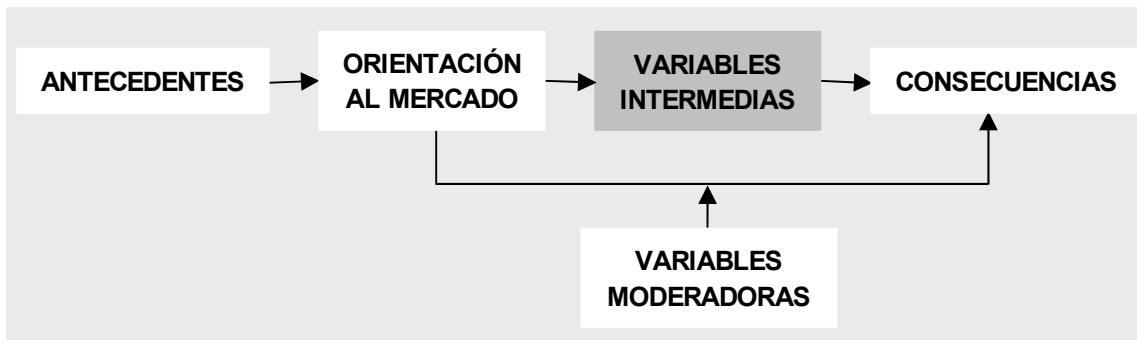 ANTECEDENTES
ORIENTACIÓN
AL MERCADO
VARIABLES
INTERMEDIAS
CONSECUENCIAS
VARIABLES
MODERADORAS